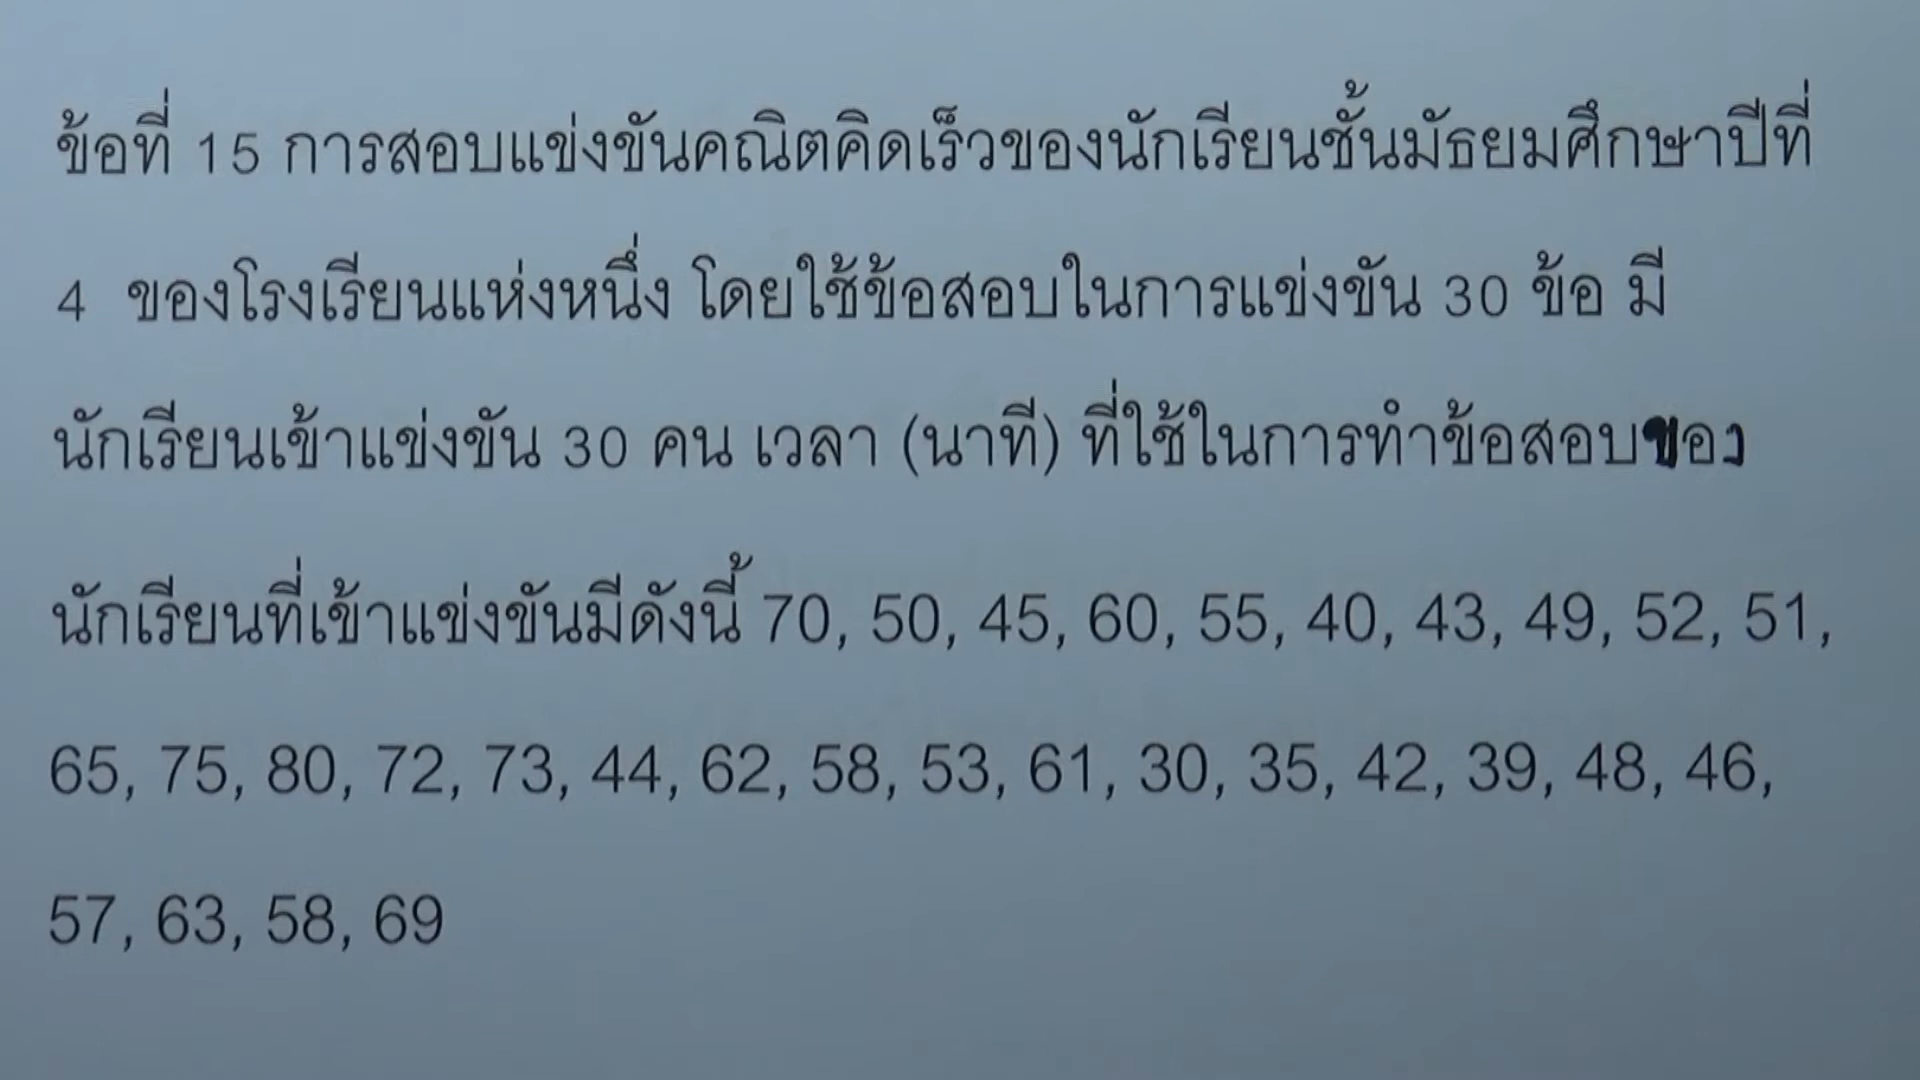 ข้อที่ 15 การสอบแข่งขันคณิตคิดเร็วของนักเรียนชั้นมัธยมศึกษาปีที่
4 ของโรงเรียนแห่งหนึ่ง โดยใช้ข้อสอบในการแข่งขัน 30 ข้อ มี
นักเรียนเข้าแข่งขัน 30 คน เวลา (นาที) ที่ใช้ในการทำข้อสอบของ
นักเรียนที่เข้าแข่งขันมีดังนี้ 70, 50, 45, 60, 55, 40, 43, 49, 52, 51,
65, 75, 80, 72, 73, 44, 62, 58, 53, 61, 30, 35, 42, 39, 48, 46,
57, 63, 58, 69